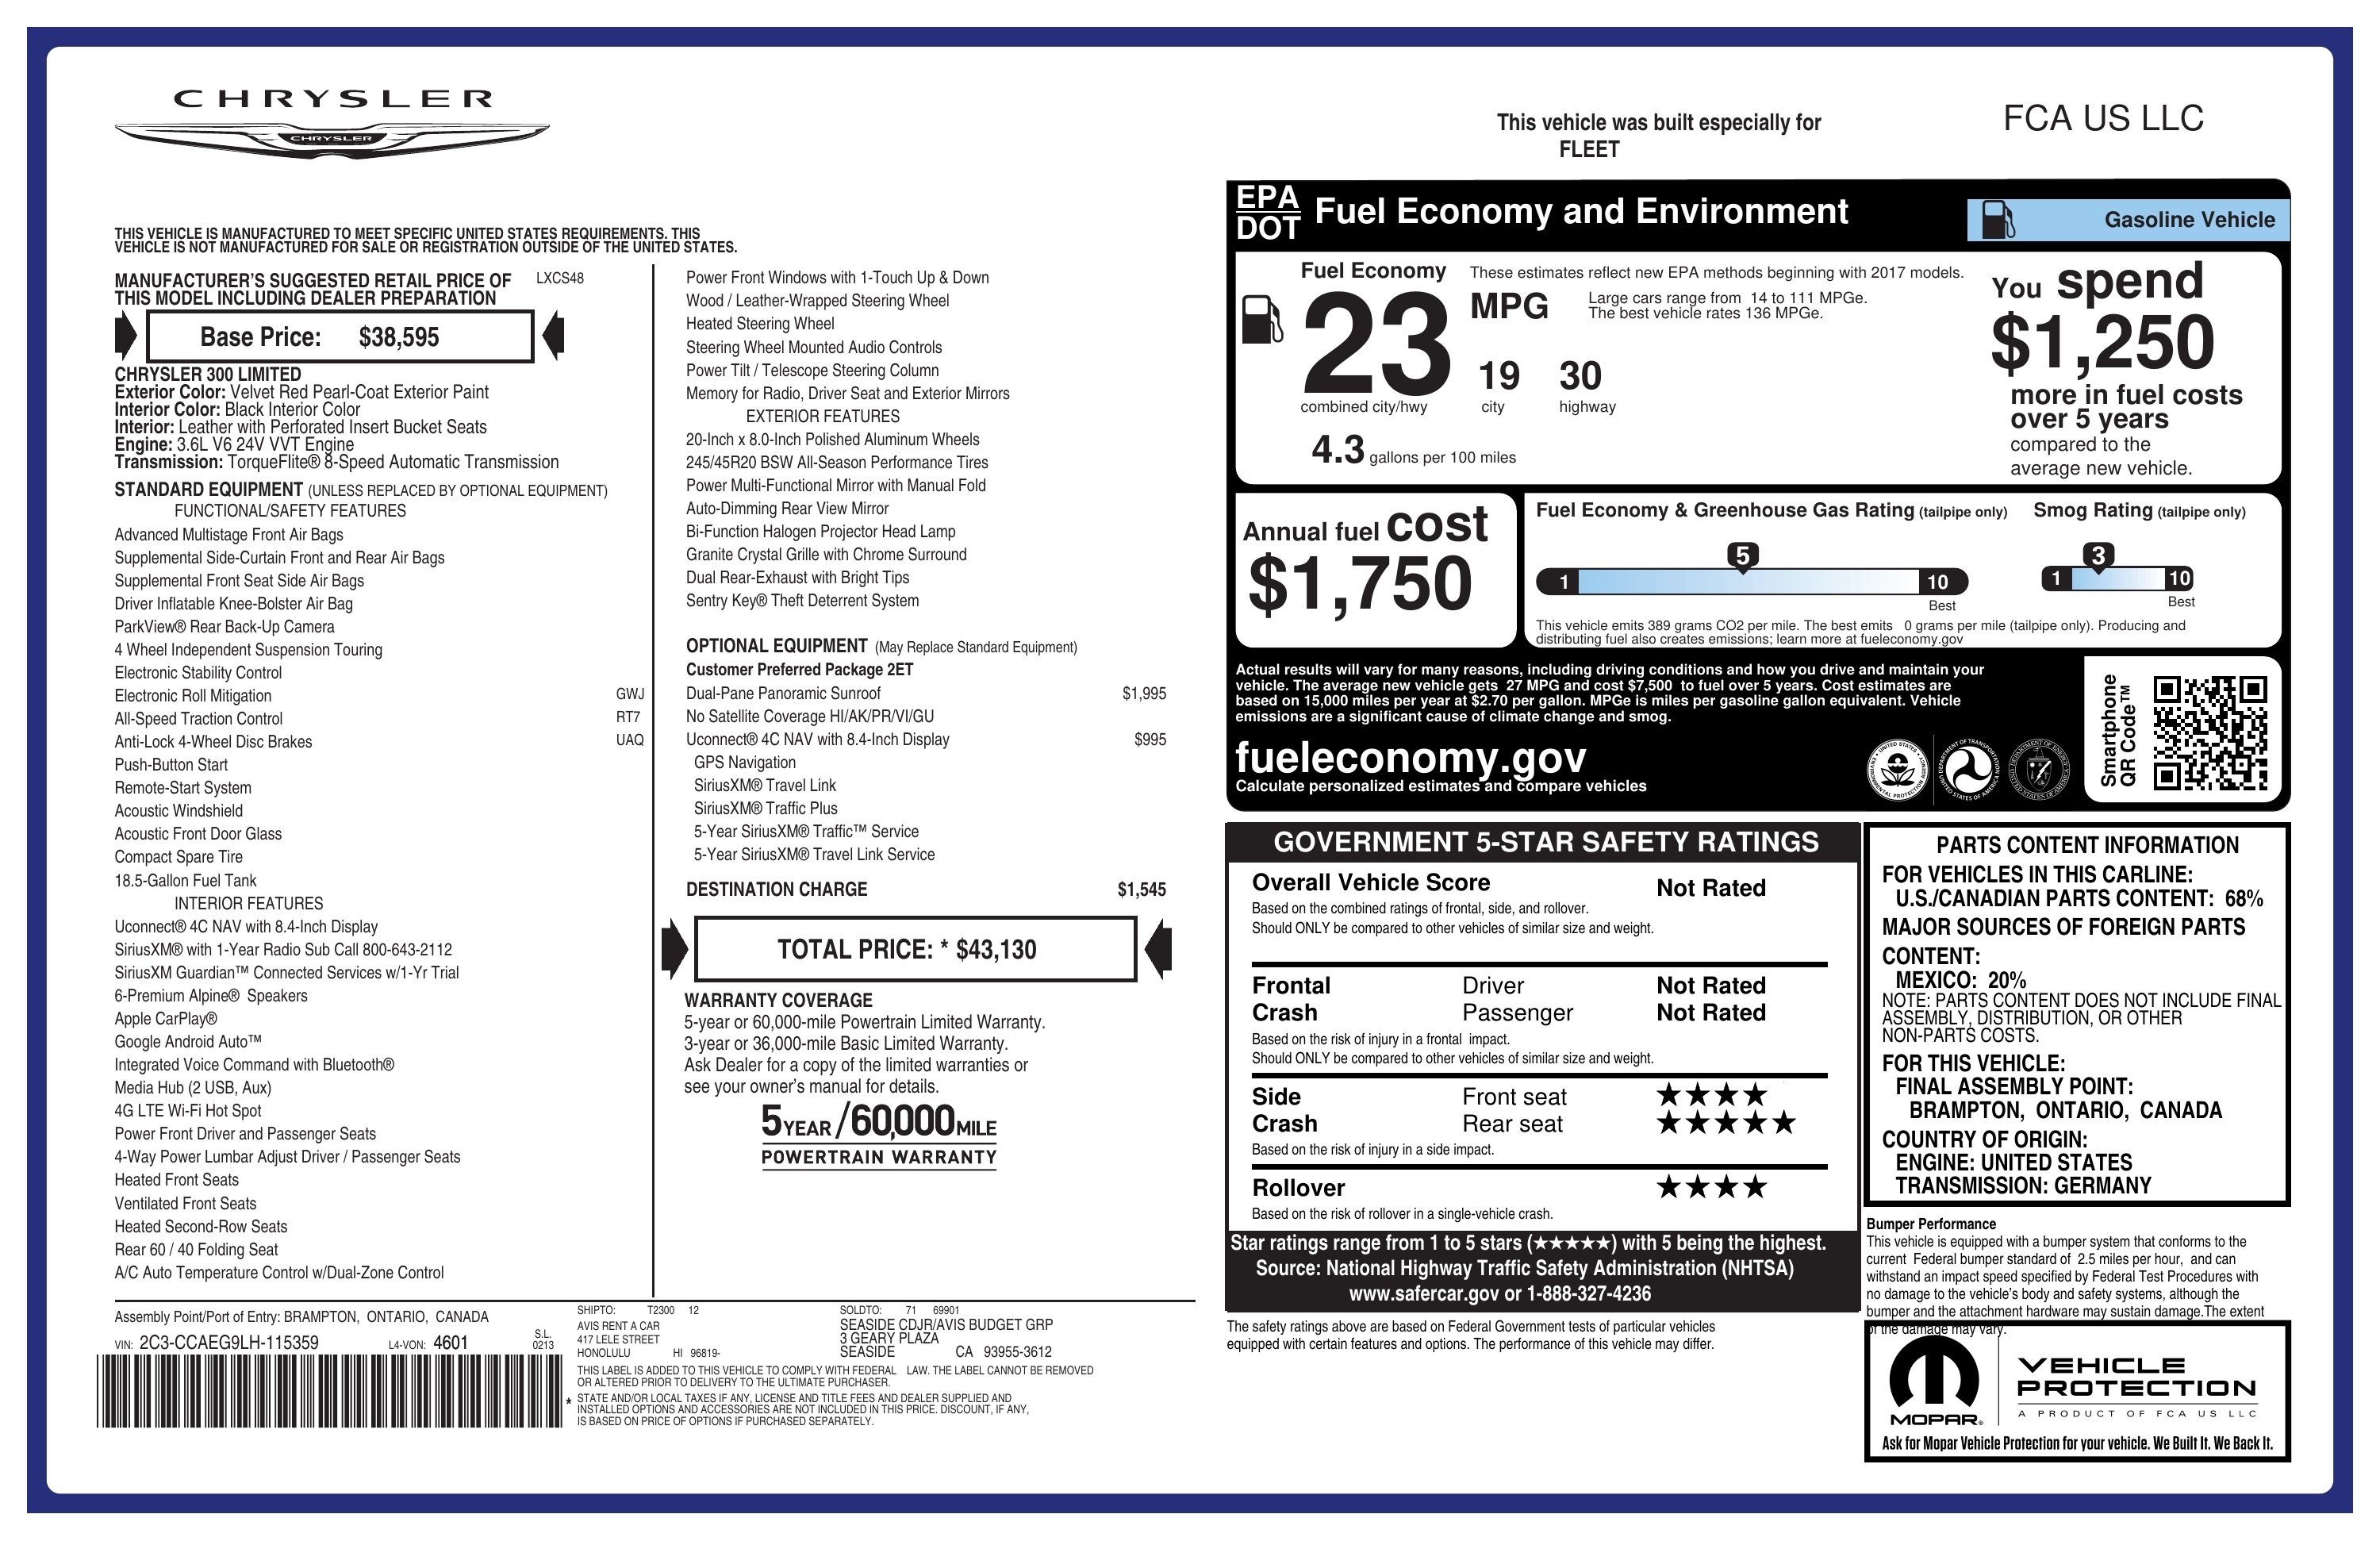 CHRYSLER
CHRYSLER
THIS VEHICLE IS MANUFACTURED TO MEET SPECIFIC UNITED STATES REQUIREMENTS. THIS
VEHICLE IS NOT MANUFACTURED FOR SALE OR REGISTRATION OUTSIDE OF THE UNITED STATES.
MANUFACTURER'S SUGGESTED RETAIL PRICE OF LXCS48
THIS MODEL INCLUDING DEALER PREPARATION
Base Price: $38,595
CHRYSLER 300 LIMITED
Exterior Color: Velvet Red Pearl-Coat Exterior Paint
Interior Color: Black Interior Color
Interior: Leather with Perforated Insert Bucket Seats
Engine: 3.6L V6 24V VVT Engine
Transmission: TorqueFlite® 8-Speed Automatic Transmission
STANDARD EQUIPMENT (UNLESS REPLACED BY OPTIONAL EQUIPMENT)
FUNCTIONAL/SAFETY FEATURES
Advanced Multistage Front Air Bags
Supplemental Side-Curtain Front and Rear Air Bags
Supplemental Front Seat Side Air Bags
Driver Inflatable Knee-Bolster Air Bag
ParkView® Rear Back-Up Camera
4 Wheel Independent Suspension Touring
Electronic Stability Control
Electronic Roll Mitigation
All-Speed Traction Control
Anti-Lock 4-Wheel Disc Brakes
Push-Button Start
Remote-Start System
Acoustic Windshield
Acoustic Front Door Glass
Compact Spare Tire
18.5-Gallon Fuel Tank
INTERIOR FEATURES
Uconnect® 4C NAV with 8.4-Inch Display
SiriusXM® with 1-Year Radio Sub Call 800-643-2112
SiriusXM Guardian™ Connected Services w/1-Yr Trial
6-Premium Alpine® Speakers
Apple CarPlay®
Google Android Auto™
Integrated Voice Command with Bluetooth®
Media Hub (2 USB, Aux)
4G LTE Wi-Fi Hot Spot
Power Front Driver and Passenger Seats
4-Way Power Lumbar Adjust Driver / Passenger Seats
Heated Front Seats
Ventilated Front Seats
Heated Second-Row Seats
Rear 60 / 40 Folding Seat
A/C Auto Temperature Control w/Dual-Zone Control
Power Front Windows with 1-Touch Up & Down
Wood / Leather-Wrapped Steering Wheel
Heated Steering Wheel
Steering Wheel Mounted Audio Controls
Power Tilt / Telescope Steering Column
Memory for Radio, Driver Seat and Exterior Mirrors
EXTERIOR FEATURES
20-Inch x 8.0-Inch Polished Aluminum Wheels
245/45R20 BSW All-Season Performance Tires
Power Multi-Functional Mirror with Manual Fold
Auto-Dimming Rear View Mirror
Bi-Function Halogen Projector Head Lamp
Granite Crystal Grille with Chrome Surround
Dual Rear-Exhaust with Bright Tips
Sentry Key® Theft Deterrent System
OPTIONAL EQUIPMENT (May Replace Standard Equipment)
Customer Preferred Package 2ET
GWJ Dual-Pane Panoramic Sunroof $1,995
RT7 No Satellite Coverage HI/AK/PR/VI/GU
UAQ Uconnect® 4C NAV with 8.4-Inch Display $995
GPS Navigation
SiriusXM® Travel Link
SiriusXM® Traffic Plus
5-Year SiriusXM® Traffic™ Service
5-Year SiriusXM® Travel Link Service
DESTINATION CHARGE $1,545
TOTAL PRICE: * $43,130
WARRANTY COVERAGE
5-year or 60,000-mile Powertrain Limited Warranty.
3-year or 36,000-mile Basic Limited Warranty.
Ask Dealer for a copy of the limited warranties or
see your owner's manual for details.
5 YEAR/60,000 MILE
POWERTRAIN WARRANTY
Assembly Point/Port of Entry: BRAMPTON, ONTARIO, CANADA
VIN: 2C3-CCAEG9LH-115359 L4-VON: 4601 S.L. 0213
SHIPTO: T2300 12
AVIS RENT A CAR
417 LELE STREET
HONOLULU HI 96819-
SOLDTO: 71 69901
SEASIDE CDJR/AVIS BUDGET GRP
3 GEARY PLAZA
SEASIDE CA 93955-3612
THIS LABEL IS ADDED TO THIS VEHICLE TO COMPLY WITH FEDERAL LAW. THE LABEL CANNOT BE REMOVED
OR ALTERED PRIOR TO DELIVERY TO THE ULTIMATE PURCHASER.
* STATE AND/OR LOCAL TAXES IF ANY, LICENSE AND TITLE FEES AND DEALER SUPPLIED AND
INSTALLED OPTIONS AND ACCESSORIES ARE NOT INCLUDED IN THIS PRICE. DISCOUNT, IF ANY,
IS BASED ON PRICE OF OPTIONS IF PURCHASED SEPARATELY.
This vehicle was built especially for
FLEET
FCA US LLC
EPA
DOT
Fuel Economy and Environment
Gasoline Vehicle
Fuel Economy
These estimates reflect new EPA methods beginning with 2017 models.
23 MPG
Large cars range from 14 to 111 MPGe.
The best vehicle rates 136 MPGe.
19 30
combined city/hwy city highway
4.3 gallons per 100 miles
You spend
$1,250
more in fuel costs
over 5 years
compared to the
average new vehicle.
Annual fuel cost
$1,750
Fuel Economy & Greenhouse Gas Rating (tailpipe only)
5
1 10
Best
Smog Rating (tailpipe only)
3
1 10
Best
This vehicle emits 389 grams CO2 per mile. The best emits 0 grams per mile (tailpipe only). Producing and
distributing fuel also creates emissions; learn more at fueleconomy.gov
Actual results will vary for many reasons, including driving conditions and how you drive and maintain your
vehicle. The average new vehicle gets 27 MPG and cost $7,500 to fuel over 5 years. Cost estimates are
based on 15,000 miles per year at $2.70 per gallon. MPGe is miles per gasoline gallon equivalent. Vehicle
emissions are a significant cause of climate change and smog.
fueleconomy.gov
Calculate personalized estimates and compare vehicles
Smartphone
QR Code™
GOVERNMENT 5-STAR SAFETY RATINGS
Overall Vehicle Score Not Rated
Based on the combined ratings of frontal, side, and rollover.
Should ONLY be compared to other vehicles of similar size and weight.
Frontal Driver Not Rated
Crash Passenger Not Rated
Based on the risk of injury in a frontal impact.
Should ONLY be compared to other vehicles of similar size and weight.
Side Front seat ★★★★
Crash Rear seat ★★★★★
Based on the risk of injury in a side impact.
Rollover ★★★★
Based on the risk of rollover in a single-vehicle crash.
Star ratings range from 1 to 5 stars (★★★★★) with 5 being the highest.
Source: National Highway Traffic Safety Administration (NHTSA)
www.safercar.gov or 1-888-327-4236
The safety ratings above are based on Federal Government tests of particular vehicles
equipped with certain features and options. The performance of this vehicle may differ.
PARTS CONTENT INFORMATION
FOR VEHICLES IN THIS CARLINE:
U.S./CANADIAN PARTS CONTENT: 68%
MAJOR SOURCES OF FOREIGN PARTS
CONTENT:
MEXICO: 20%
NOTE: PARTS CONTENT DOES NOT INCLUDE FINAL
ASSEMBLY, DISTRIBUTION, OR OTHER
NON-PARTS COSTS.
FOR THIS VEHICLE:
FINAL ASSEMBLY POINT:
BRAMPTON, ONTARIO, CANADA
COUNTRY OF ORIGIN:
ENGINE: UNITED STATES
TRANSMISSION: GERMANY
Bumper Performance
This vehicle is equipped with a bumper system that conforms to the
current Federal bumper standard of 2.5 miles per hour, and can
withstand an impact speed specified by Federal Test Procedures with
no damage to the vehicle's body and safety systems, although the
bumper and the attachment hardware may sustain damage.The extent
of the damage may vary.
MOPAR®
VEHICLE
PROTECTION
A PRODUCT OF FCA US LLC
Ask for Mopar Vehicle Protection for your vehicle. We Built It. We Back It.